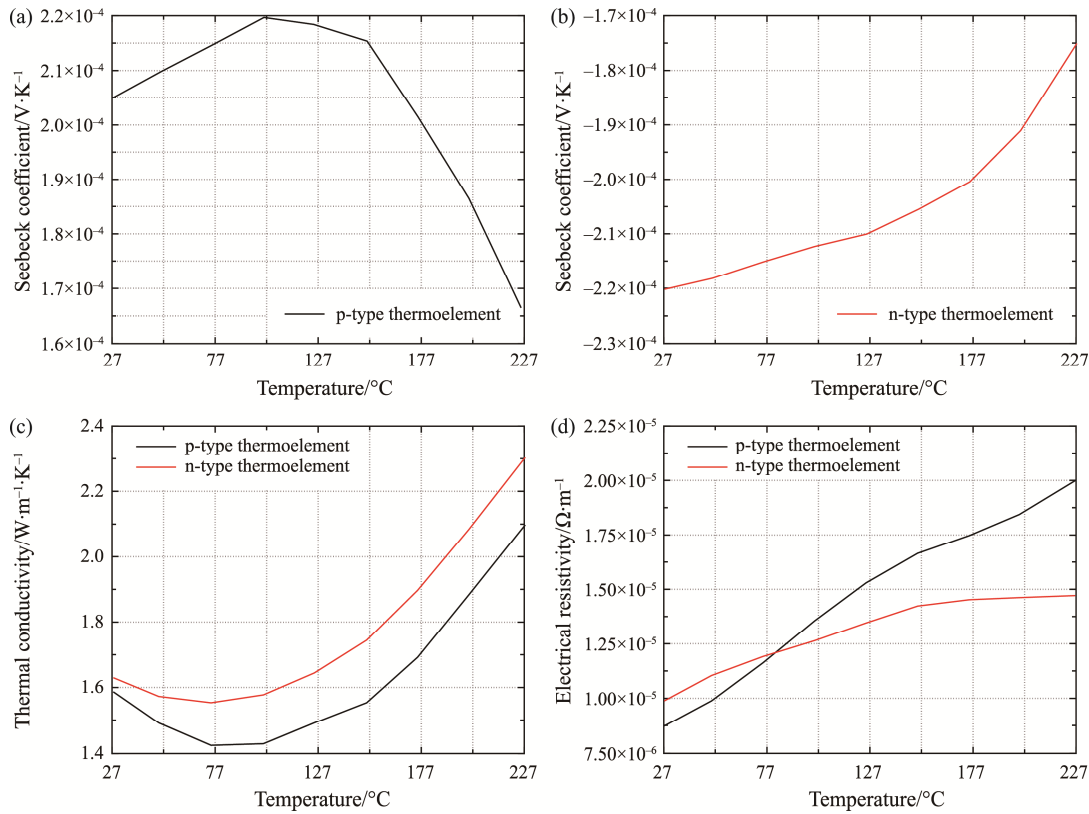 (a)
Seebeck coefficient/V·K⁻¹
2.2×10⁻⁴
2.1×10⁻⁴
2.0×10⁻⁴
1.9×10⁻⁴
1.8×10⁻⁴
1.7×10⁻⁴
1.6×10⁻⁴
p-type thermoelement
27 77 127 177 227
Temperature/°C
(b)
Seebeck coefficient/V·K⁻¹
−1.7×10⁻⁴
−1.8×10⁻⁴
−1.9×10⁻⁴
−2.0×10⁻⁴
−2.1×10⁻⁴
−2.2×10⁻⁴
−2.3×10⁻⁴
n-type thermoelement
27 77 127 177 227
Temperature/°C
(c)
Thermal conductivity/W·m⁻¹·K⁻¹
2.4
2.2
2.0
1.8
1.6
1.4
p-type thermoelement
n-type thermoelement
27 77 127 177 227
Temperature/°C
(d)
Electrical resistivity/Ω·m⁻¹
2.25×10⁻⁵
2.00×10⁻⁵
1.75×10⁻⁵
1.50×10⁻⁵
1.25×10⁻⁵
1.00×10⁻⁵
7.50×10⁻⁶
p-type thermoelement
n-type thermoelement
27 77 127 177 227
Temperature/°C